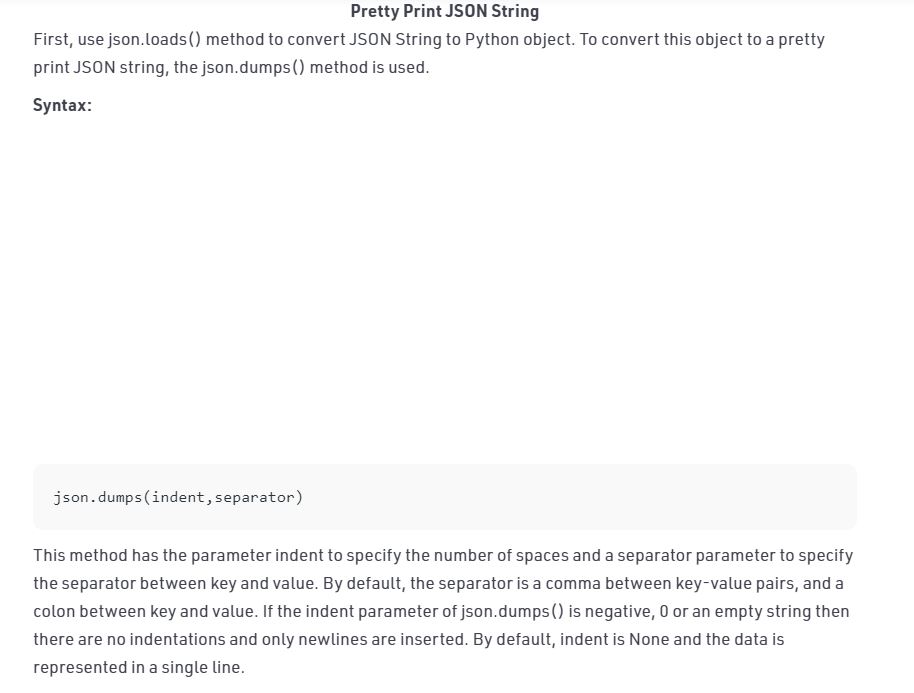 Pretty Print JSON String
First, use json.loads() method to convert JSON String to Python object. To convert this object to a pretty
print JSON string, the json.dumps() method is used.
Syntax:
json.dumps(indent,separator)
This method has the parameter indent to specify the number of spaces and a separator parameter to specify
the separator between key and value. By default, the separator is a comma between key-value pairs, and a
colon between key and value. If the indent parameter of json.dumps() is negative, 0 or an empty string then
there are no indentations and only newlines are inserted. By default, indent is None and the data is
represented in a single line.